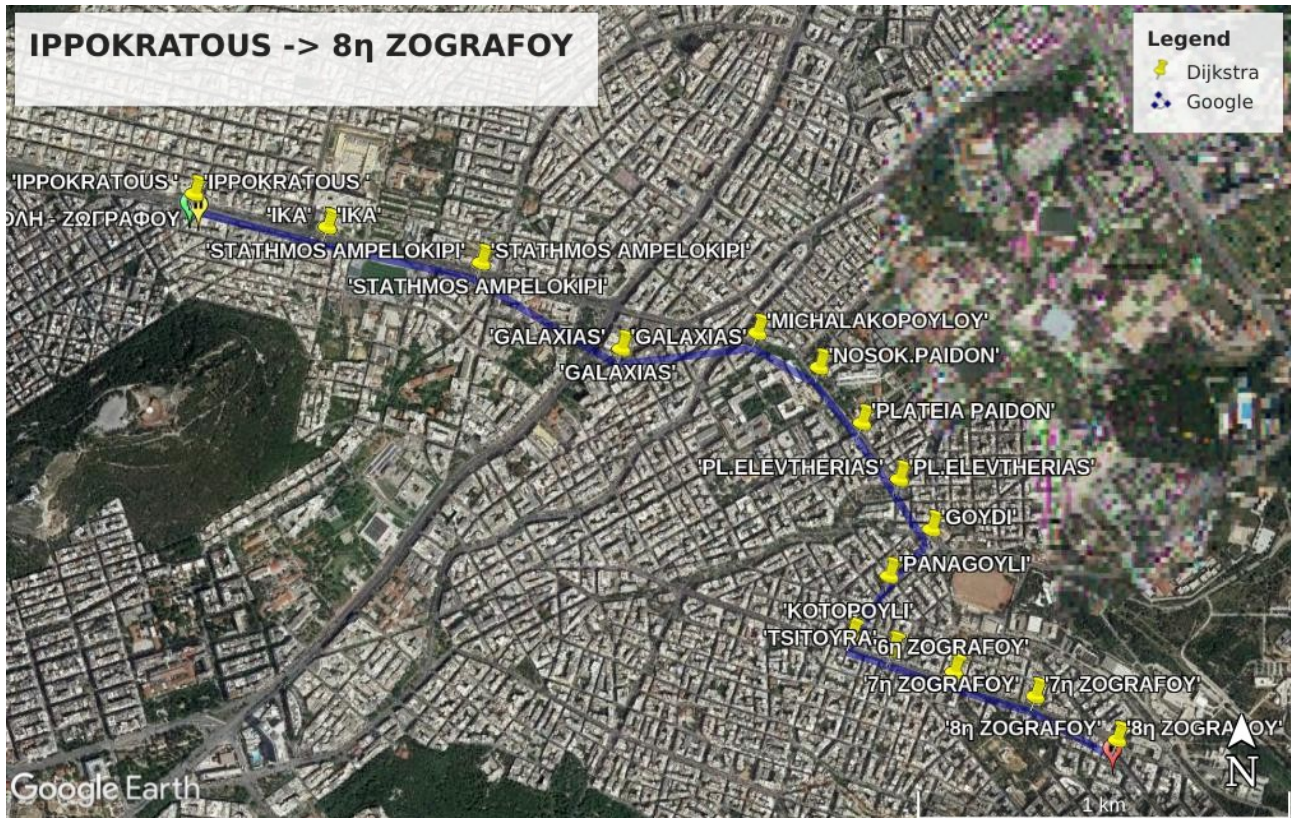 IPPOKRATOUS -> 8η ZOGRAFOY
Legend
Dijkstra
Google
'IPPOKRATOUS ' 'IPPOKRATOUS '
ΟΛΗ - ΖΩΓΡΑΦΟΥ
'IKA' 'IKA'
'STATHMOS AMPELOKIPI' 'STATHMOS AMPELOKIPI'
'STATHMOS AMPELOKIPI'
'MICHALAKOPOYLOY'
'GALAXIAS' 'GALAXIAS'
'GALAXIAS'
'NOSOK.PAIDON'
'PLATEIA PAIDON'
'PL.ELEVTHERIAS' 'PL.ELEVTHERIAS'
'GOYDI'
'PANAGOYLI'
'KOTOPOYLI'
'TSITOYRA'
'6η ZOGRAFOY'
7η ZOGRAFOY' '7η ZOGRAFOY'
'8η ZOGRAFOY' '8η ZOGRAFOY'
N
Google Earth
1 km